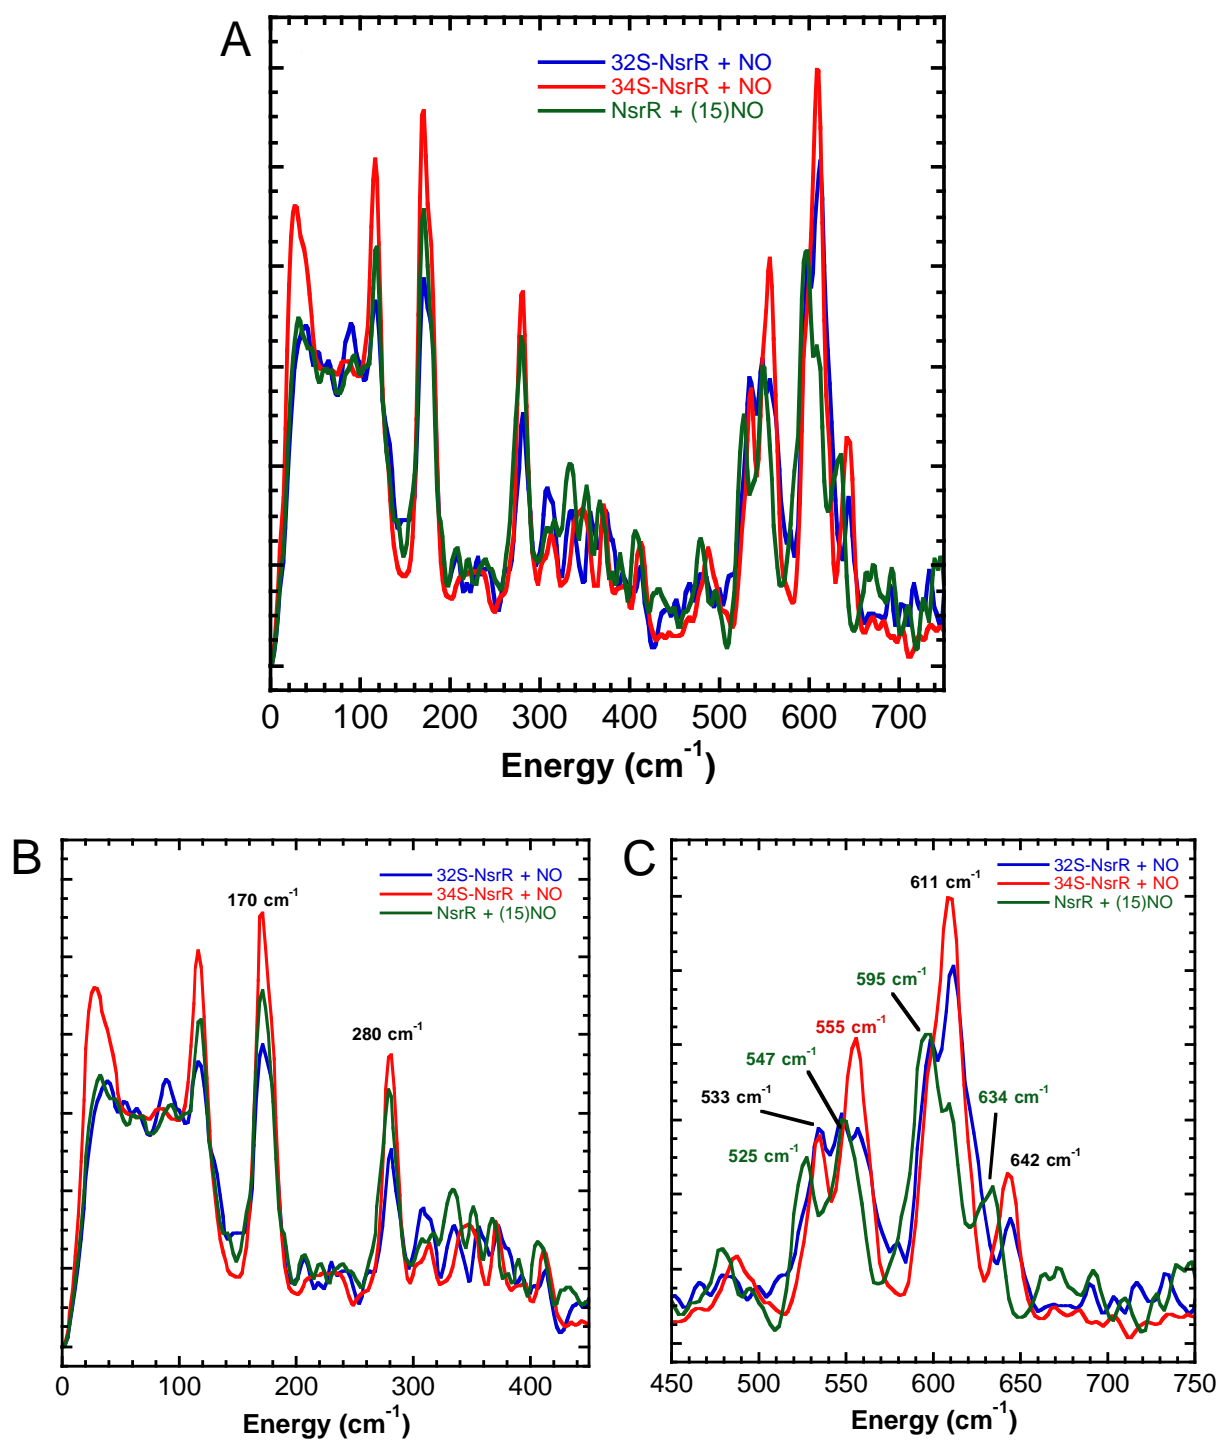 A
32S-NsrR + NO
34S-NsrR + NO
NsrR + (15)NO
0 100 200 300 400 500 600 700
Energy (cm⁻¹)
B
32S-NsrR + NO
34S-NsrR + NO
NsrR + (15)NO
170 cm⁻¹
280 cm⁻¹
0 100 200 300 400
Energy (cm⁻¹)
C
32S-NsrR + NO
34S-NsrR + NO
NsrR + (15)NO
611 cm⁻¹
595 cm⁻¹
555 cm⁻¹
547 cm⁻¹
533 cm⁻¹
634 cm⁻¹
525 cm⁻¹
642 cm⁻¹
450 500 550 600 650 700 750
Energy (cm⁻¹)